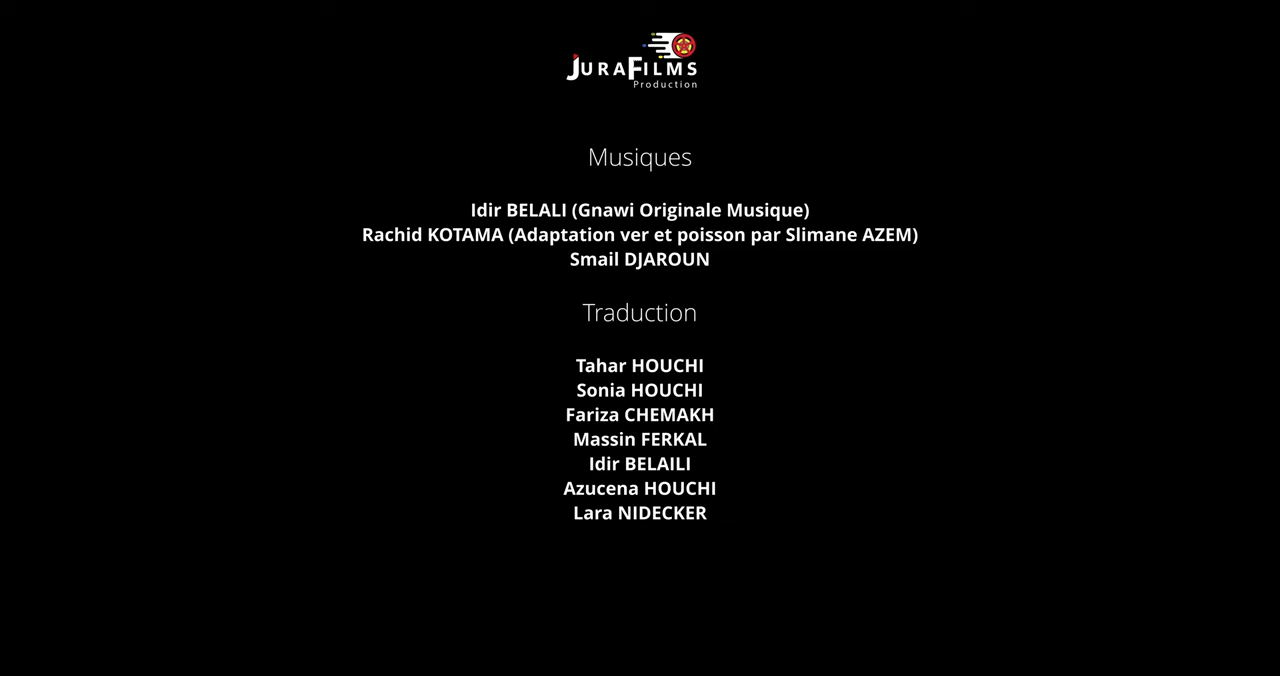 JURAFILMS
Production
Musiques
Idir BELALI (Gnawi Originale Musique)
Rachid KOTAMA (Adaptation ver et poisson par Slimane AZEM)
Smail DJAROUN
Traduction
Tahar HOUCHI
Sonia HOUCHI
Fariza CHEMAKH
Massin FERKAL
Idir BELAILI
Azucena HOUCHI
Lara NIDECKER